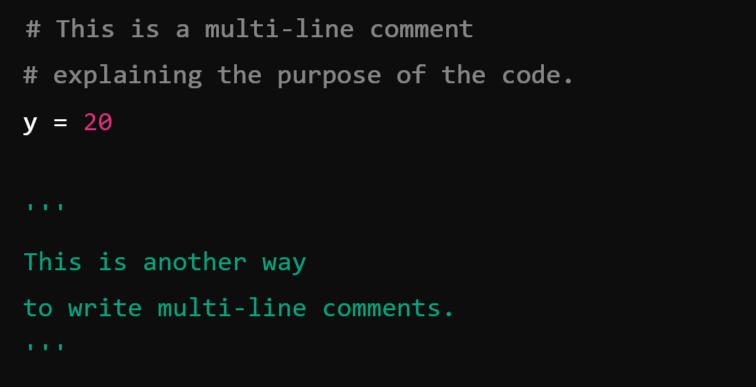 # This is a multi-line comment
# explaining the purpose of the code.
y = 20
'''
This is another way
to write multi-line comments.
'''